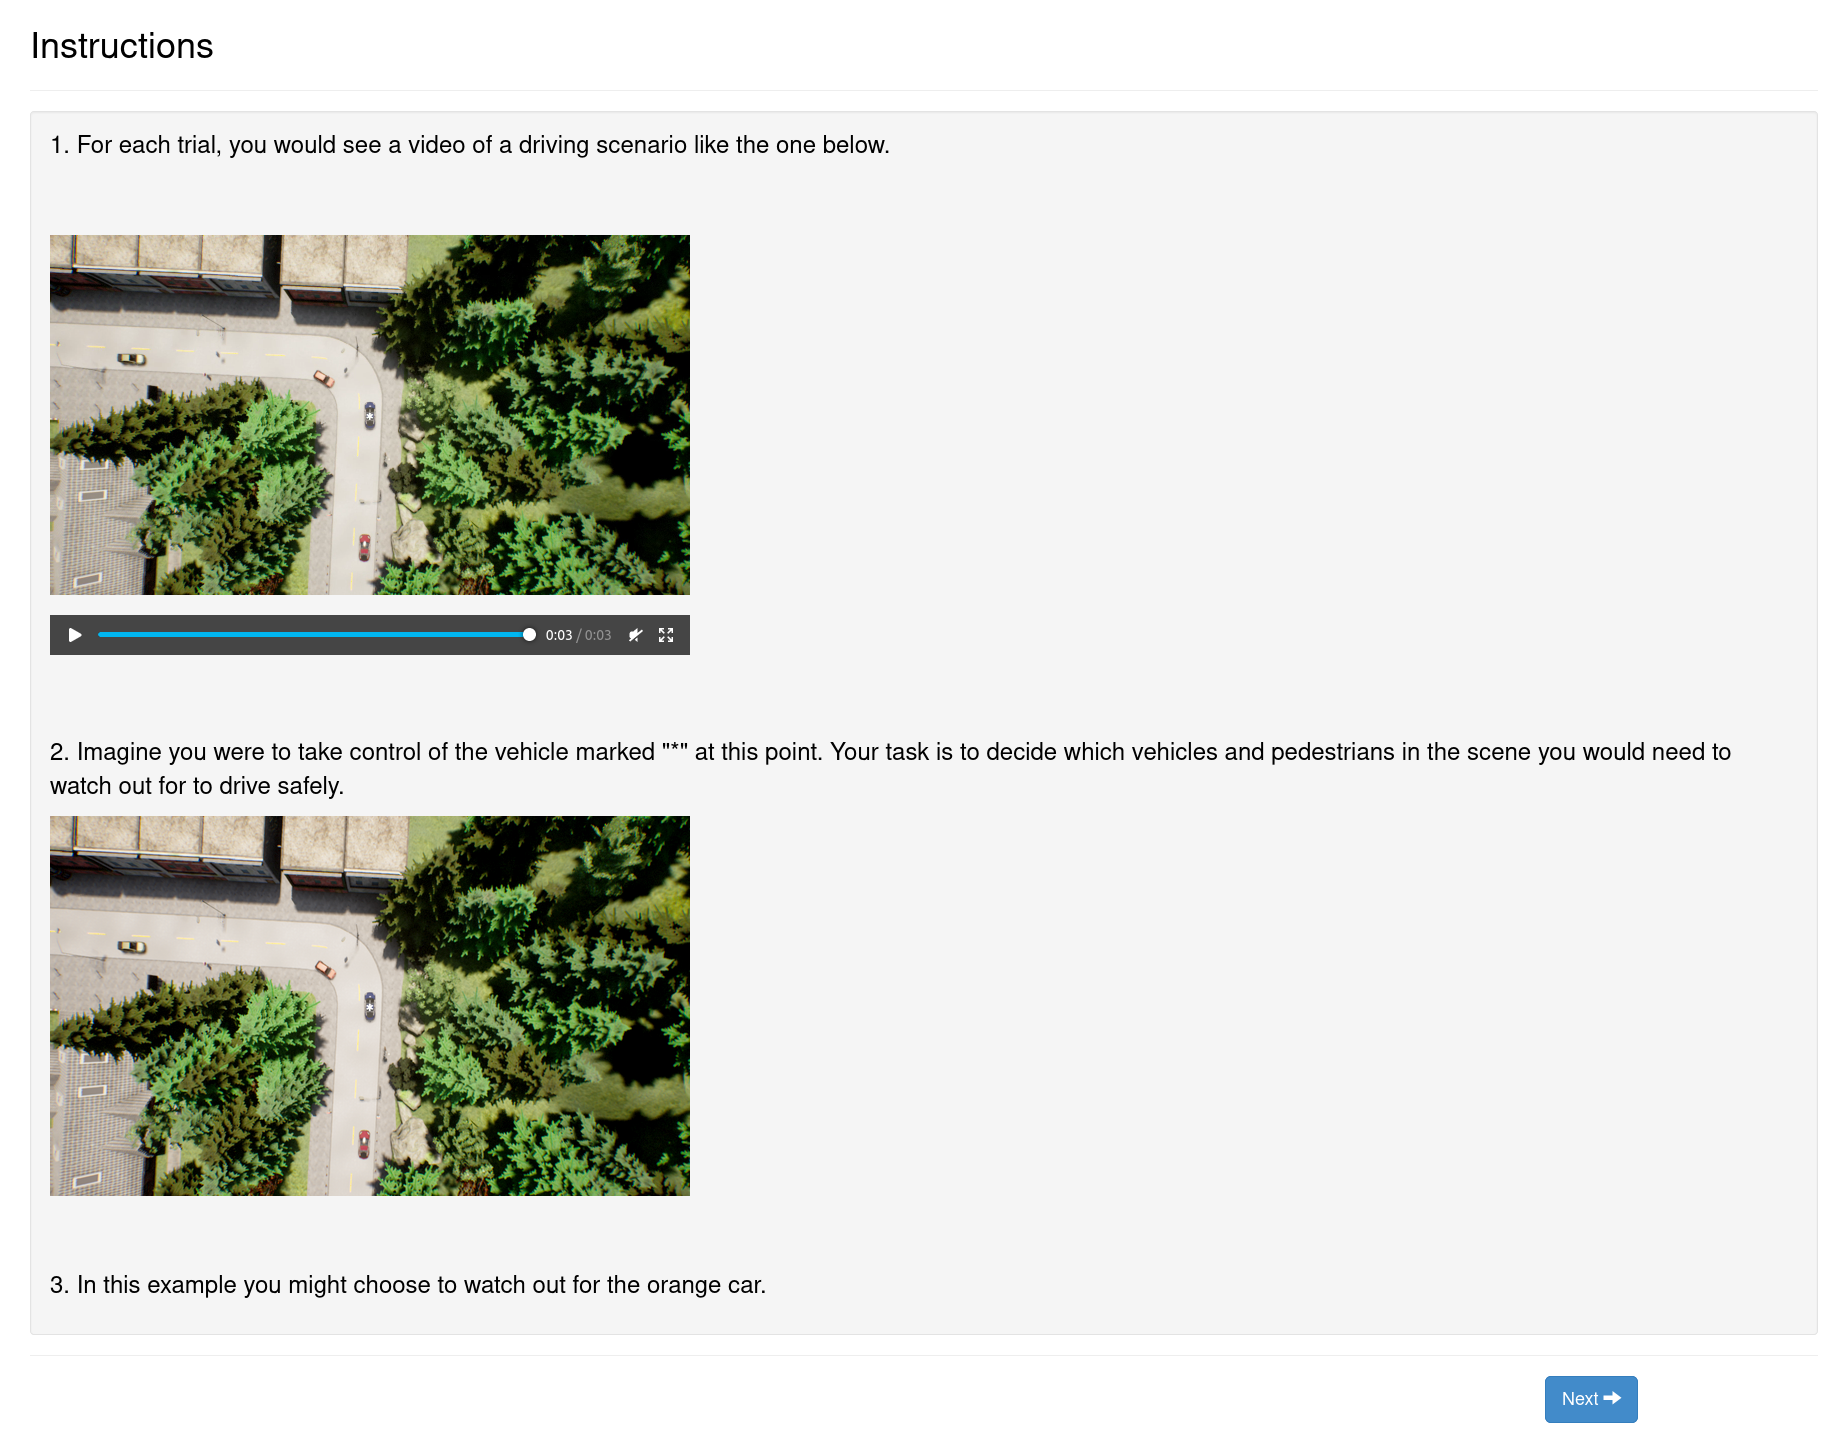 Instructions
1. For each trial, you would see a video of a driving scenario like the one below.
*
0:03 / 0:03
2. Imagine you were to take control of the vehicle marked "*" at this point. Your task is to decide which vehicles and pedestrians in the scene you would need to
watch out for to drive safely.
*
3. In this example you might choose to watch out for the orange car.
Next